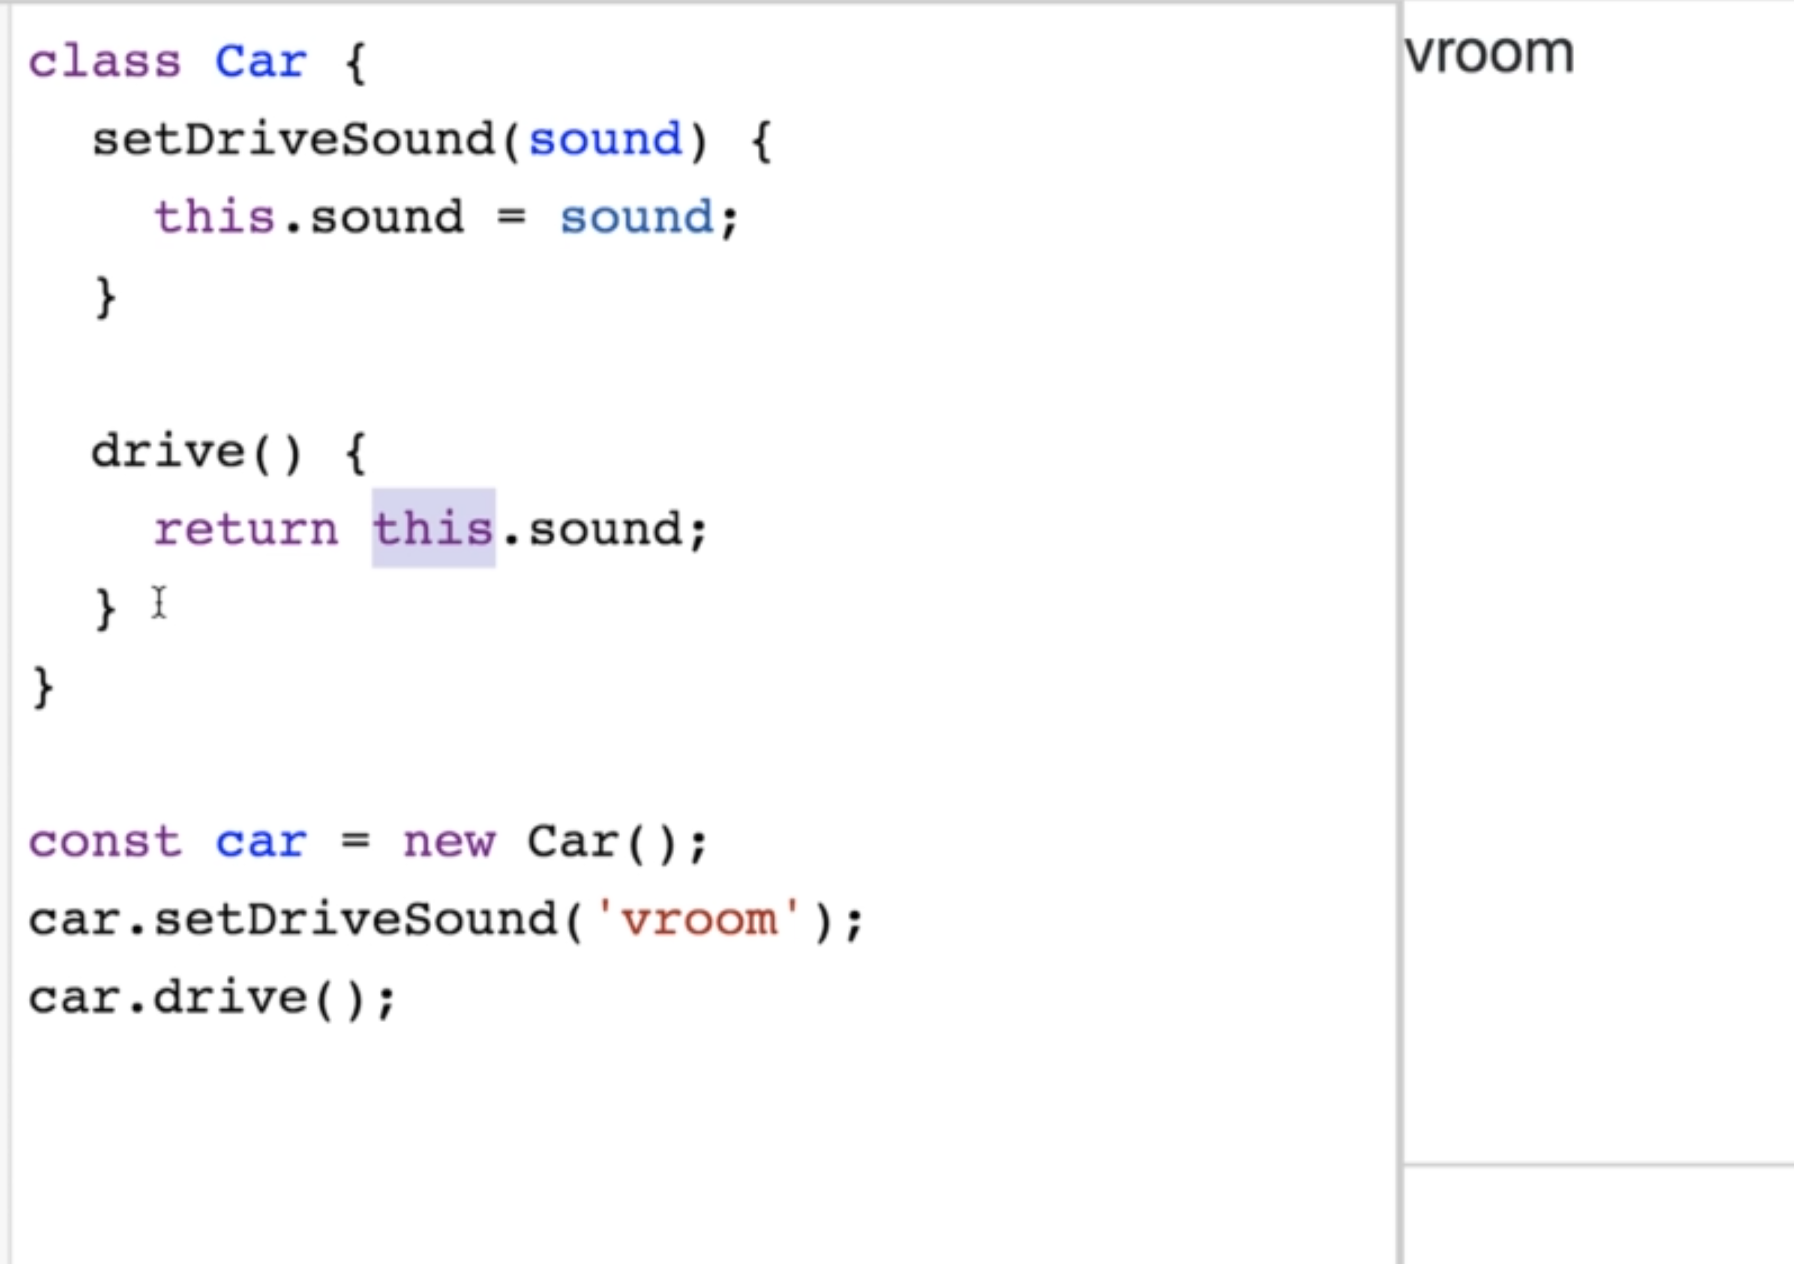 class Car {
  setDriveSound(sound) {
    this.sound = sound;
  }

  drive() {
    return this.sound;
  }
}

const car = new Car();
car.setDriveSound('vroom');
car.drive();
vroom